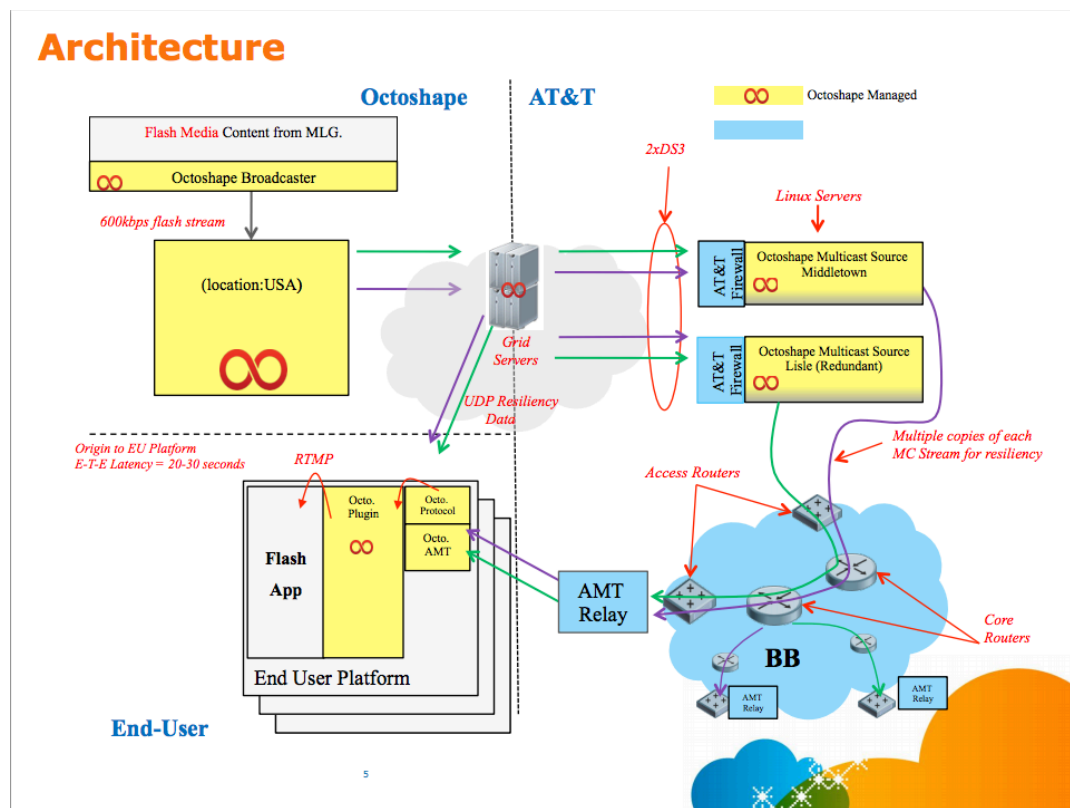 Architecture
Octoshape
AT&T
Octoshape Managed
Flash Media Content from MLG.
Octoshape Broadcaster
600kbps flash stream
(location:USA)
2xDS3
Linux Servers
AT&T
Firewall
Octoshape Multicast Source
Middletown
Grid
Servers
AT&T
Firewall
Octoshape Multicast Source
Lisle (Redundant)
UDP Resiliency
Data
Multiple copies of each
MC Stream for resiliency
Origin to EU Platform
E-T-E Latency = 20-30 seconds
RTMP
Access Routers
Flash
App
Octo.
Plugin
Octo.
Protocol
Octo.
AMT
End User Platform
AMT
Relay
Core
Routers
BB
AMT
Relay
AMT
Relay
End-User
5